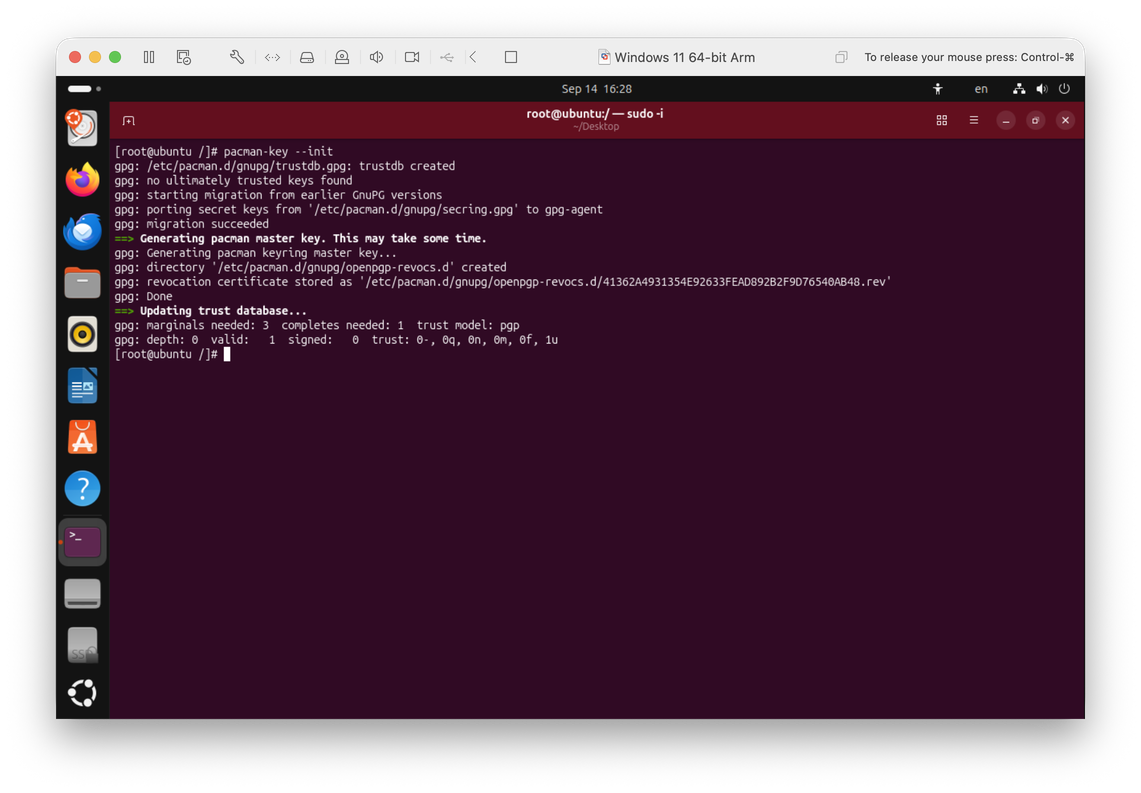 Windows 11 64-bit Arm
To release your mouse press: Control-⌘
Sep 14 16:28
en
root@ubuntu:/ — sudo -i
~/Desktop
[root@ubuntu /]# pacman-key --init
gpg: /etc/pacman.d/gnupg/trustdb.gpg: trustdb created
gpg: no ultimately trusted keys found
gpg: starting migration from earlier GnuPG versions
gpg: porting secret keys from '/etc/pacman.d/gnupg/secring.gpg' to gpg-agent
gpg: migration succeeded
==> Generating pacman master key. This may take some time.
gpg: Generating pacman keyring master key...
gpg: directory '/etc/pacman.d/gnupg/openpgp-revocs.d' created
gpg: revocation certificate stored as '/etc/pacman.d/gnupg/openpgp-revocs.d/41362A4931354E92633FEAD892B2F9D76540AB48.rev'
gpg: Done
==> Updating trust database...
gpg: marginals needed: 3  completes needed: 1  trust model: pgp
gpg: depth: 0  valid:   1  signed:   0  trust: 0-, 0q, 0n, 0m, 0f, 1u
[root@ubuntu /]#
>_
SSD